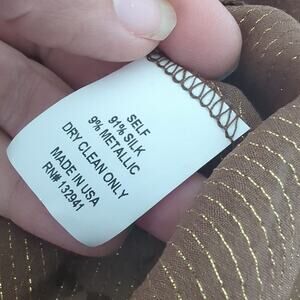 SELF
91% SILK
9% METALLIC
DRY CLEAN ONLY
MADE IN USA
RN# 132941